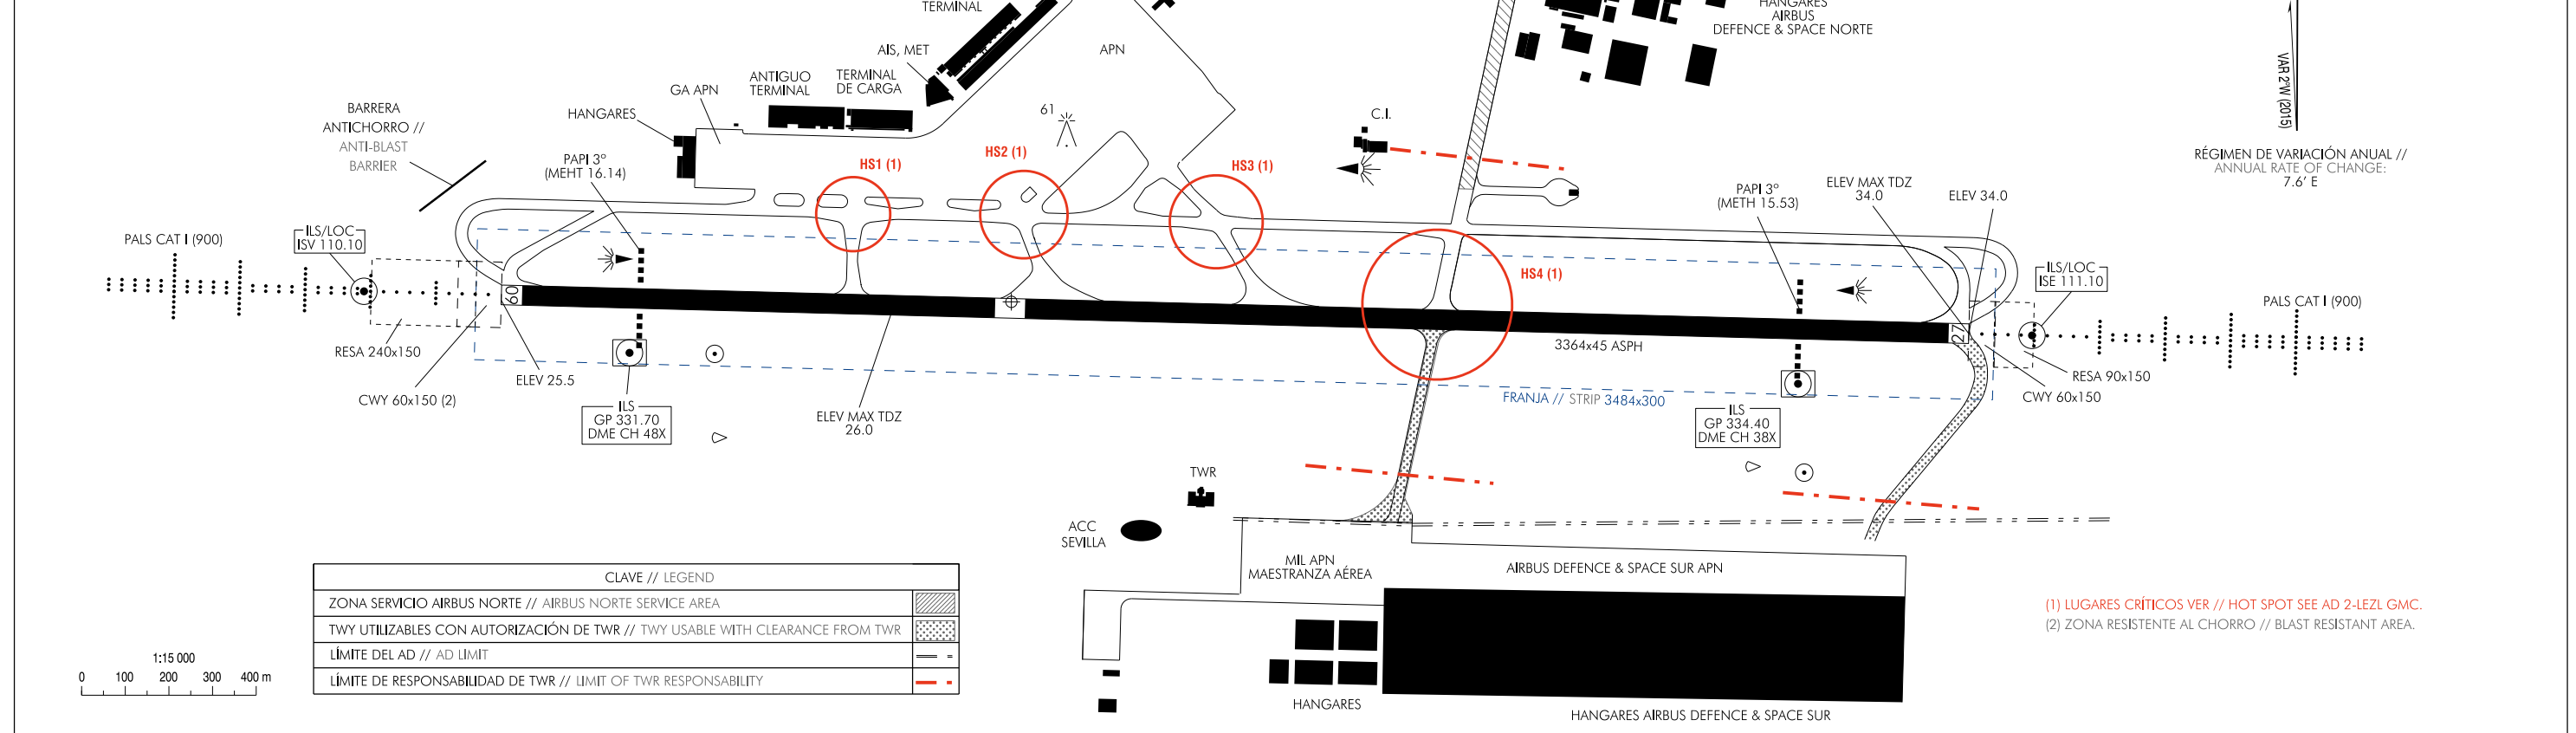 TERMINAL
HANGARES
AIRBUS
DEFENCE & SPACE NORTE
AIS, MET
APN
ANTIGUO
TERMINAL
TERMINAL
DE CARGA
GA APN
HANGARES
BARRERA
ANTICHORRO //
ANTI-BLAST
BARRIER
61
C.I.
VAR 2°W (2015)
RÉGIMEN DE VARIACIÓN ANUAL //
ANNUAL RATE OF CHANGE:
7.6' E
PAPI 3º
(MEHT 16.14)
HS1 (1)
HS2 (1)
HS3 (1)
HS4 (1)
PAPI 3º
(METH 15.53)
ELEV MAX TDZ
34.0
ELEV 34.0
PALS CAT I (900)
ILS/LOC
ISV 110.10
ILS/LOC
ISE 111.10
PALS CAT I (900)
09
27
RESA 240x150
CWY 60x150 (2)
ELEV 25.5
ILS
GP 331.70
DME CH 48X
ELEV MAX TDZ
26.0
3364x45 ASPH
FRANJA // STRIP 3484x300
ILS
GP 334.40
DME CH 38X
RESA 90x150
CWY 60x150
TWR
ACC
SEVILLA
MIL APN
MAESTRANZA AÉREA
AIRBUS DEFENCE & SPACE SUR APN
HANGARES
HANGARES AIRBUS DEFENCE & SPACE SUR
CLAVE // LEGEND
ZONA SERVICIO AIRBUS NORTE // AIRBUS NORTE SERVICE AREA
TWY UTILIZABLES CON AUTORIZACIÓN DE TWR // TWY USABLE WITH CLEARANCE FROM TWR
LÍMITE DEL AD // AD LIMIT
LÍMITE DE RESPONSABILIDAD DE TWR // LIMIT OF TWR RESPONSABILITY
1:15 000
0 100 200 300 400 m
(1) LUGARES CRÍTICOS VER // HOT SPOT SEE AD 2-LEZL GMC.
(2) ZONA RESISTENTE AL CHORRO // BLAST RESISTANT AREA.